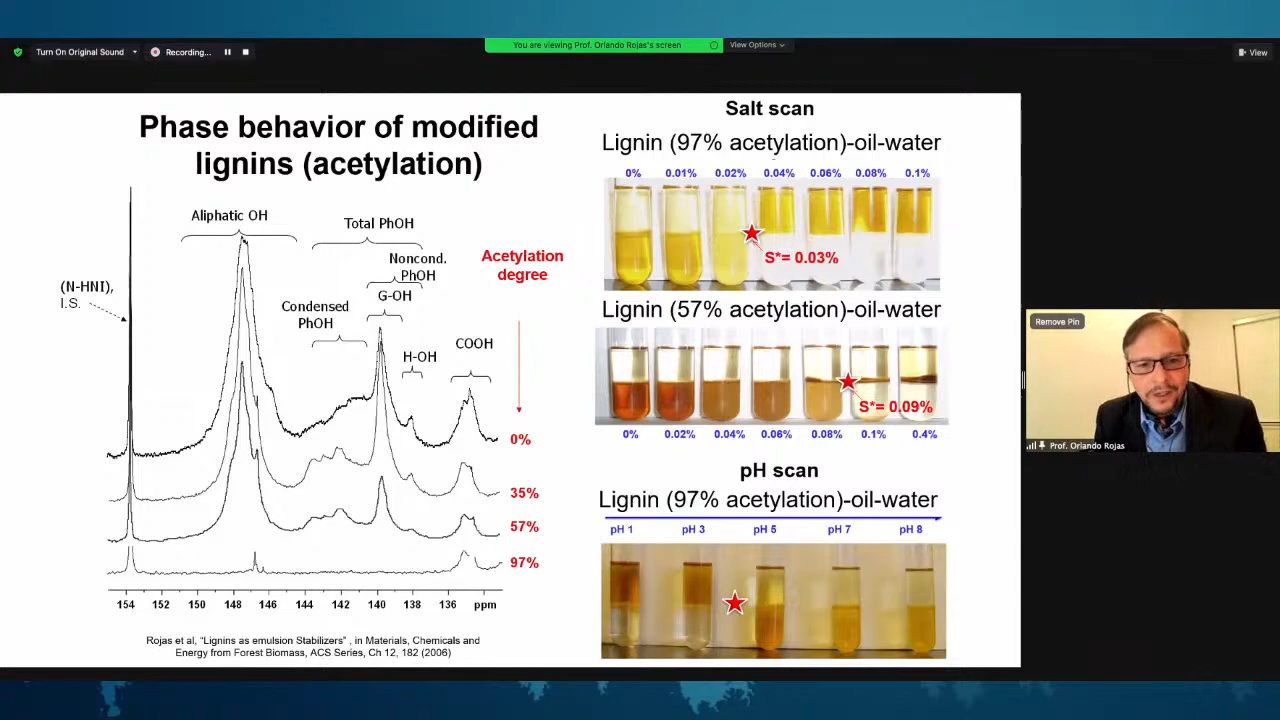 Turn On Original Sound
Recording...
You are viewing Prof. Orlando Rojas's screen
View Options
View
Phase behavior of modified
lignins (acetylation)
Aliphatic OH
Total PhOH
Noncond.
PhOH
G-OH
Condensed
PhOH
H-OH
COOH
(N-HNI),
I.S.
Acetylation
degree
0%
35%
57%
97%
154 152 150 148 146 144 142 140 138 136 ppm
Rojas et al, “Lignins as emulsion Stabilizers” , in Materials, Chemicals and
Energy from Forest Biomass, ACS Series, Ch 12, 182 (2006)
Salt scan
Lignin (97% acetylation)-oil-water
0% 0.01% 0.02% 0.04% 0.06% 0.08% 0.1%
S*= 0.03%
Lignin (57% acetylation)-oil-water
S*= 0.09%
0% 0.02% 0.04% 0.06% 0.08% 0.1% 0.4%
pH scan
Lignin (97% acetylation)-oil-water
pH 1 pH 3 pH 5 pH 7 pH 8
Remove Pin
Prof. Orlando Rojas